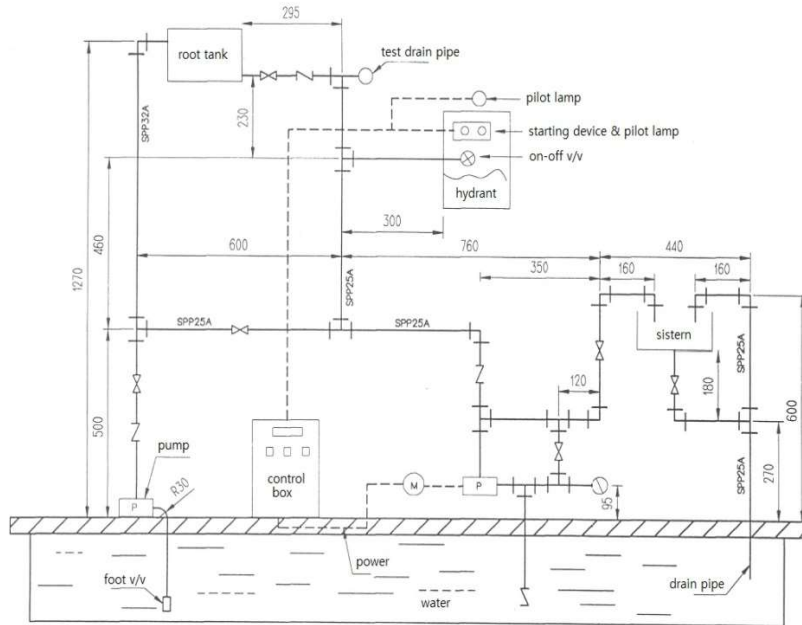 295
root tank
test drain pipe
pilot lamp
starting device & pilot lamp
on-off v/v
hydrant
SPP32A
230
300
460
600
760
440
1270
350
160
160
SPP25A
SPP25A
SPP25A
sistern
SPP25A
120
180
600
500
270
pump
R30
P
control
box
M
P
95
SPP25A
power
foot v/v
water
drain pipe